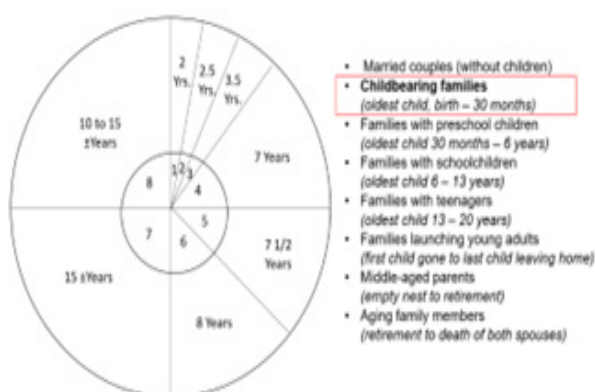 2
Yrs.
2.5
Yrs.
3.5
Yrs.
10 to 15
±Years
7 Years
1 2 3
8
4
7
5
6
7 1/2
Years
15 ±Years
8 Years
• Married couples (without children)
• Childbearing families
(oldest child, birth – 30 months)
• Families with preschool children
(oldest child 30 months – 6 years)
• Families with schoolchildren
(oldest child 6 – 13 years)
• Families with teenagers
(oldest child 13 – 20 years)
• Families launching young adults
(first child gone to last child leaving home)
• Middle-aged parents
(empty nest to retirement)
• Aging family members
(retirement to death of both spouses)